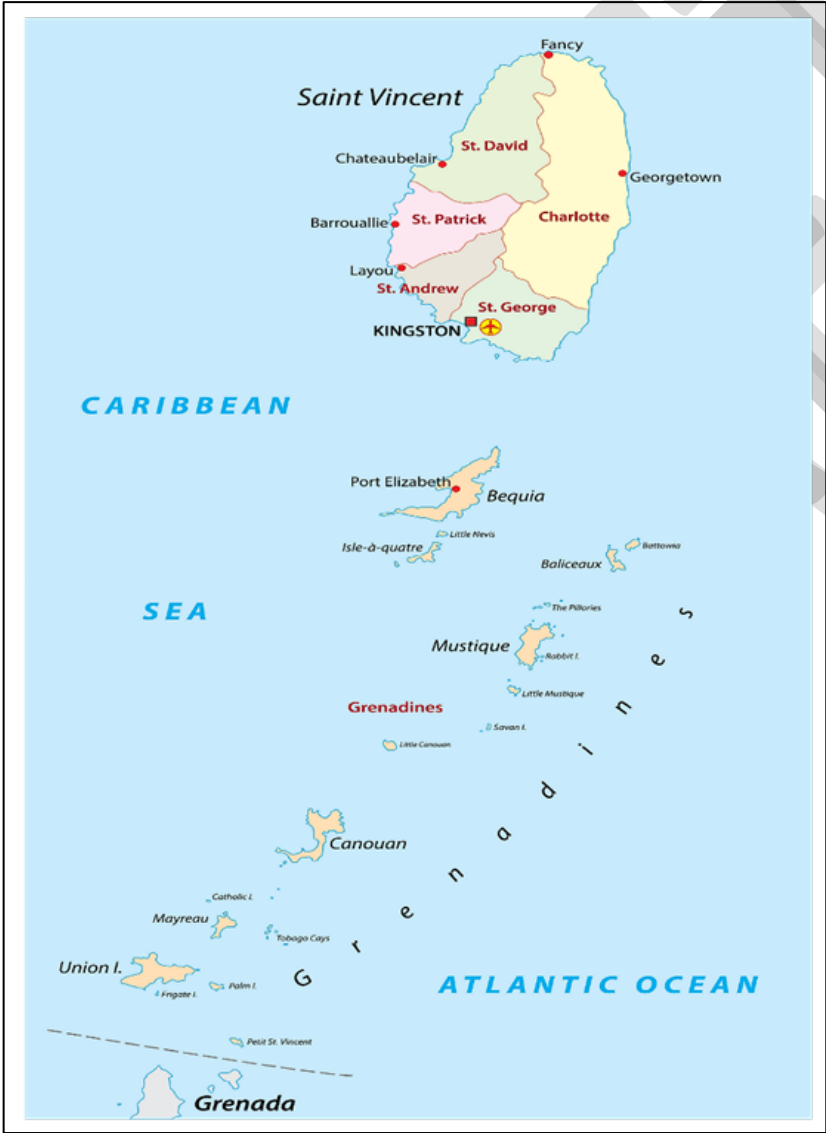 Fancy
Saint Vincent
St. David
Chateaubelair
Georgetown
St. Patrick
Charlotte
Barrouallie
Layou
St. Andrew
St. George
KINGSTON
CARIBBEAN
Port Elizabeth
Bequia
Little Nevis
Isle-à-quatre
Battowia
Baliceaux
SEA
The Pillories
Mustique
Rabbit I.
Little Mustique
Grenadines
Savan I.
Little Canouan
Canouan
Catholic I.
Mayreau
Tobago Cays
Union I.
Palm I.
Frigate I.
Grenadines
ATLANTIC OCEAN
Petit St. Vincent
Grenada